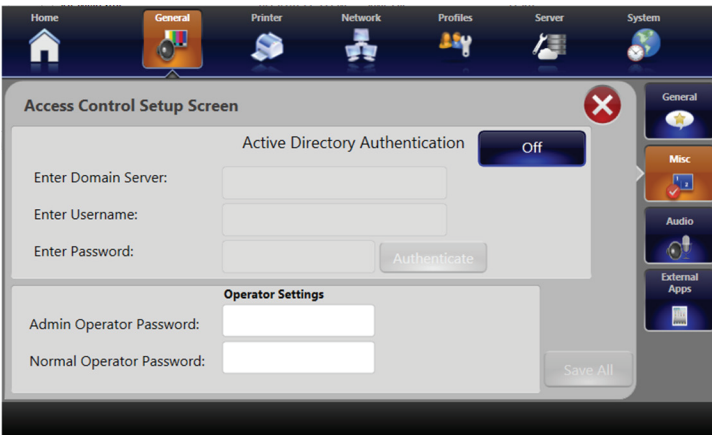 Home General Printer Network Profiles Server System
Access Control Setup Screen
General
Active Directory Authentication Off
Misc
1 2
Enter Domain Server:
Enter Username:
Audio
Enter Password: Authenticate
External
Apps
Operator Settings
Admin Operator Password:
Normal Operator Password:
Save All